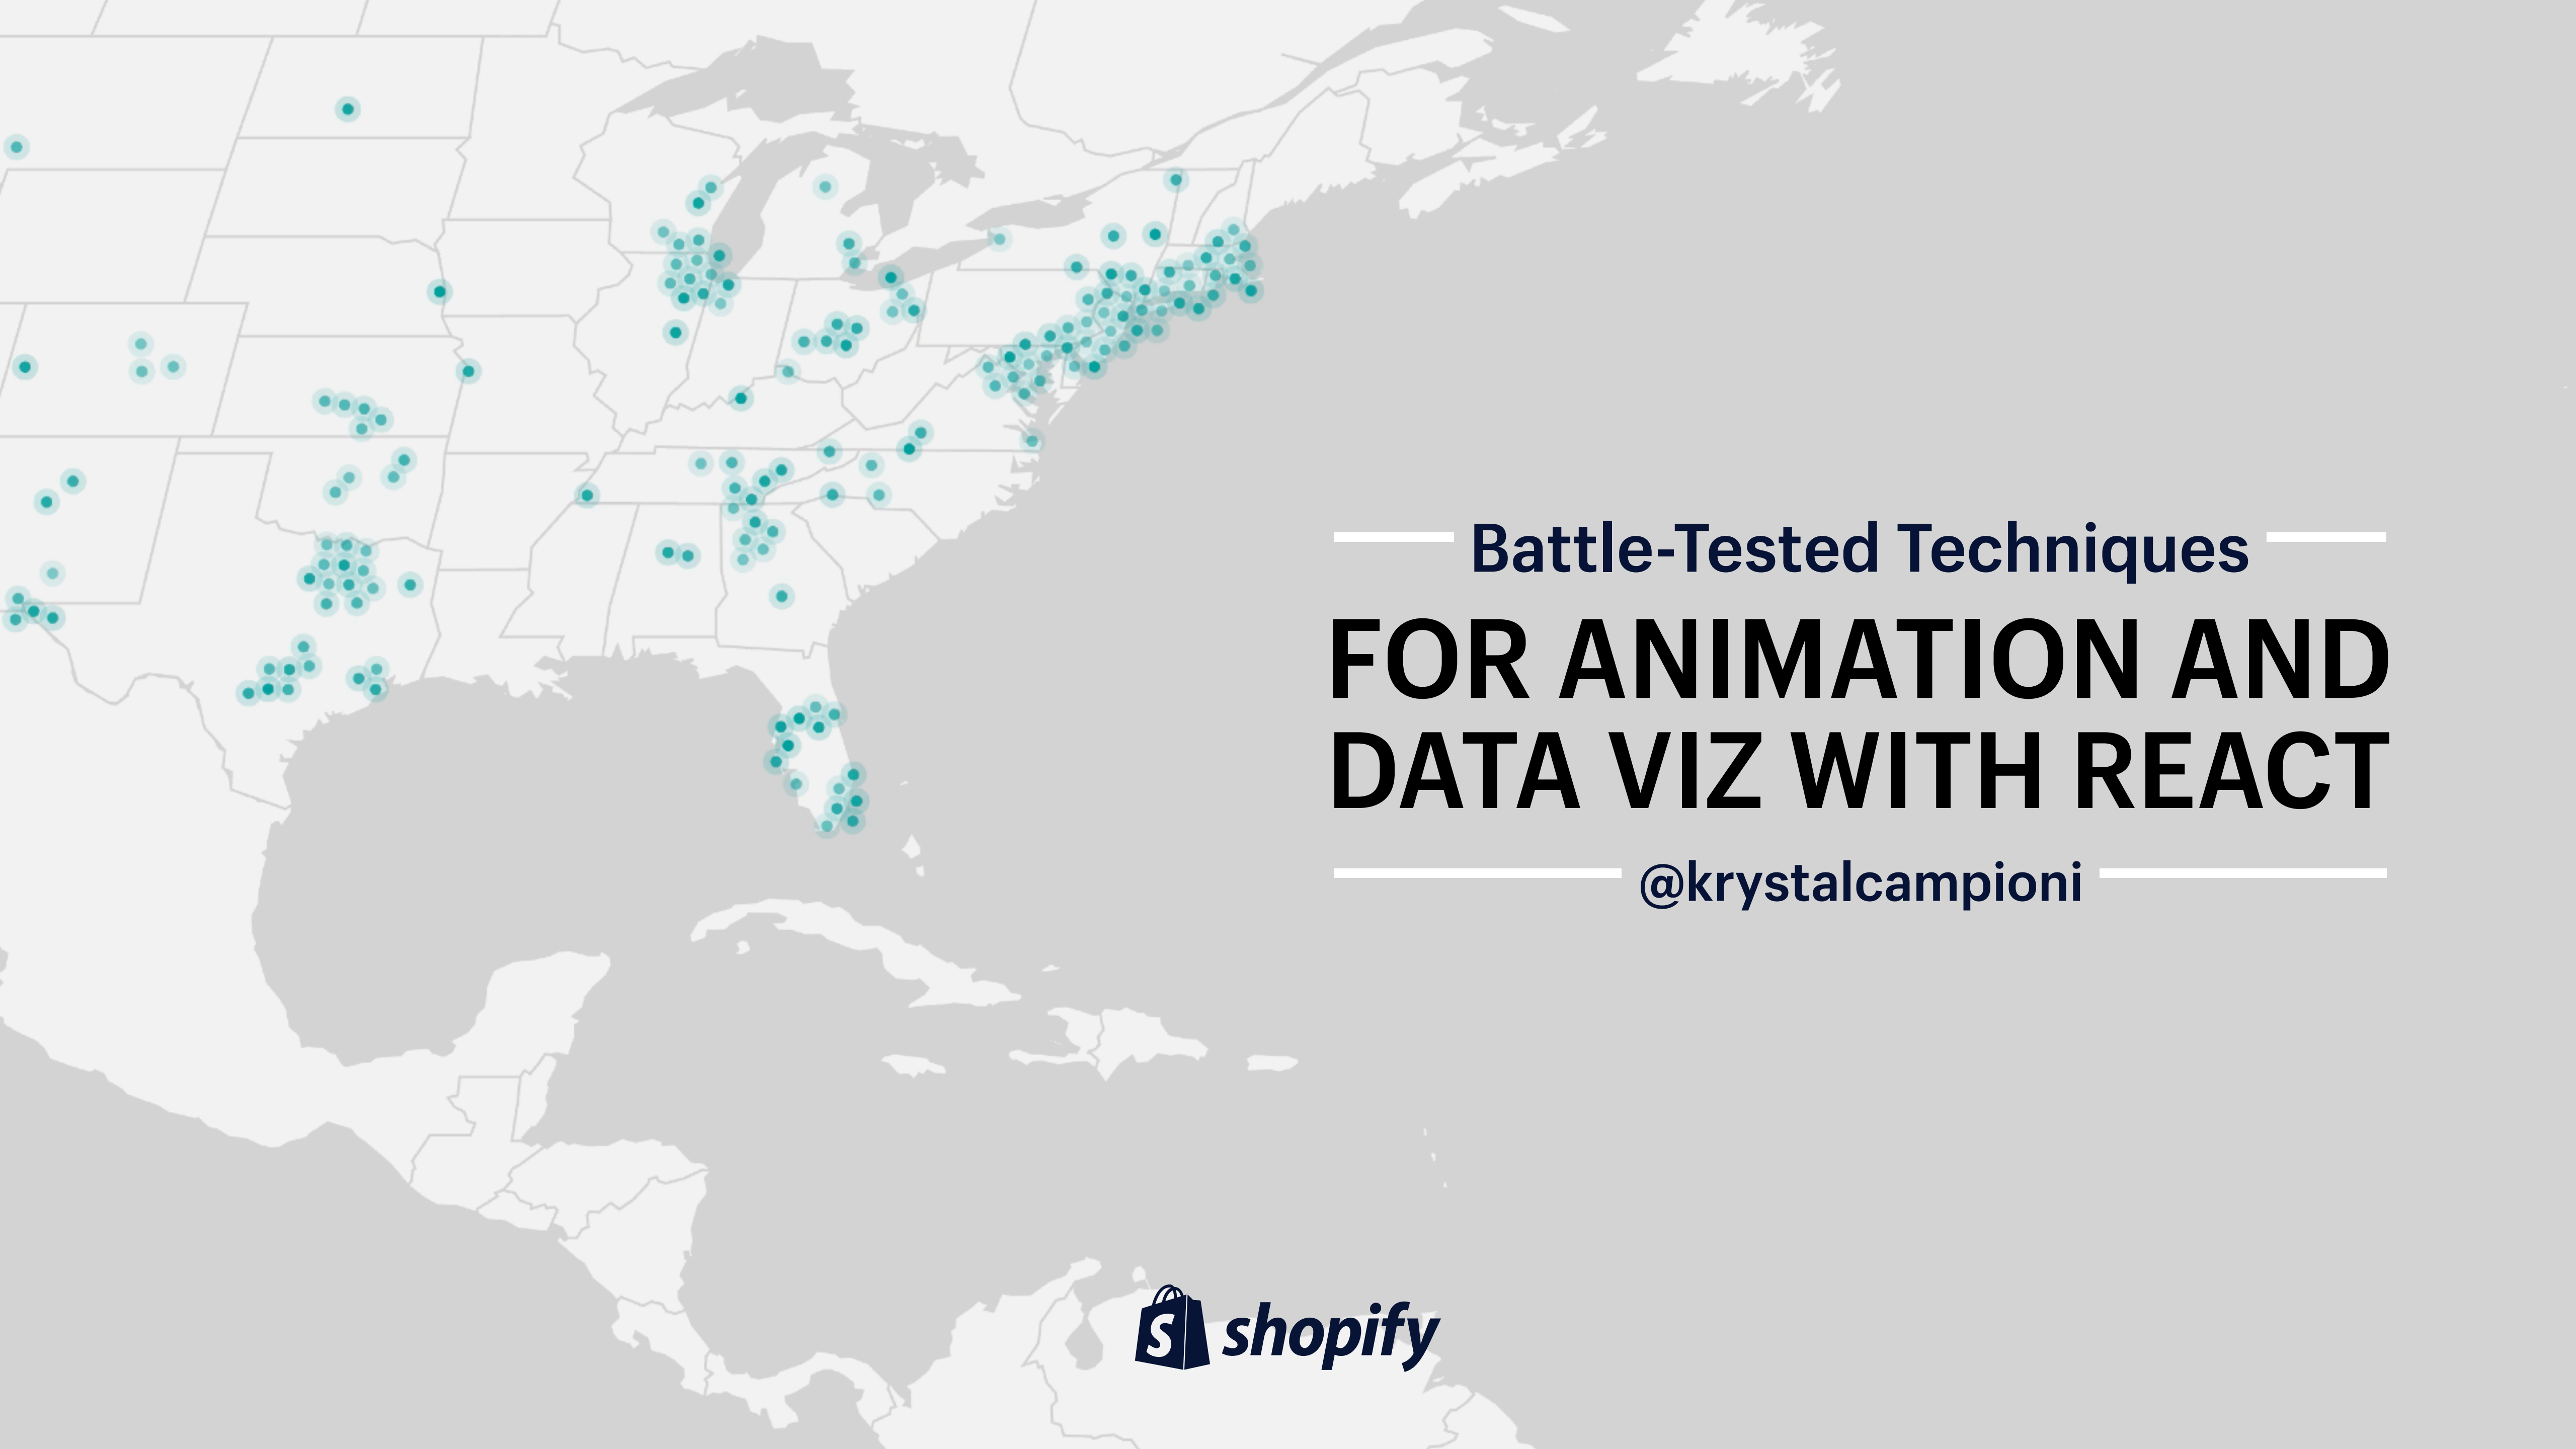 Battle-Tested Techniques
FOR ANIMATION AND
DATA VIZ WITH REACT
@krystalcampioni
shopify